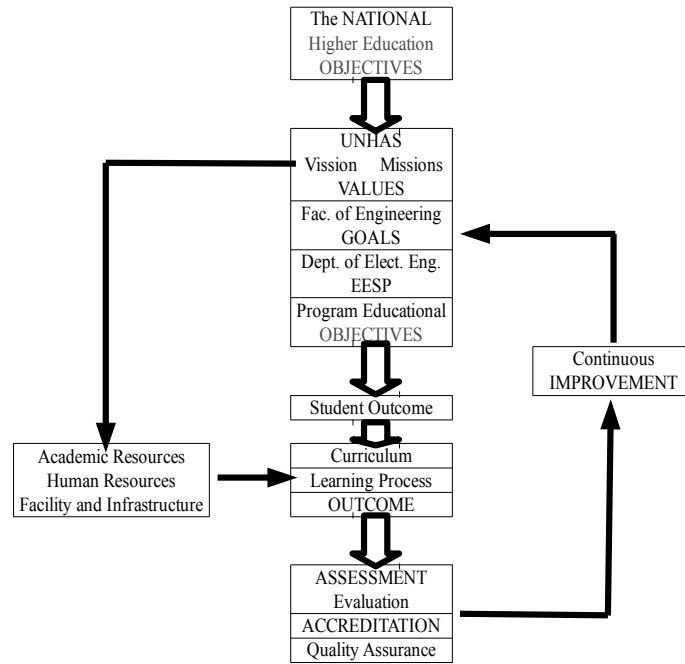 The NATIONAL
Higher Education
OBJECTIVES
UNHAS
Vission Missions
VALUES
Fac. of Engineering
GOALS
Dept. of Elect. Eng.
EESP
Program Educational
OBJECTIVES
Continuous
IMPROVEMENT
Student Outcome
Academic Resources
Human Resources
Facility and Infrastructure
Curriculum
Learning Process
OUTCOME
ASSESSMENT
Evaluation
ACCREDITATION
Quality Assurance